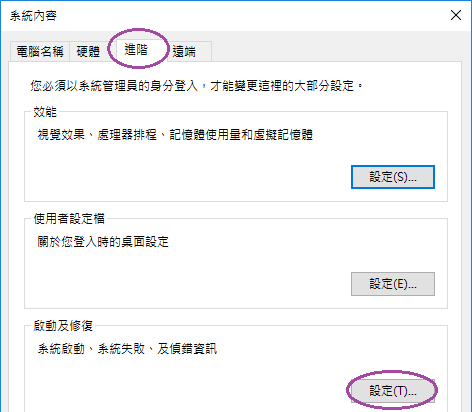 系統內容
電腦名稱 硬體 進階 遠端
您必須以系統管理員的身分登入，才能變更這裡的大部分設定。
效能
視覺效果、處理器排程、記憶體使用量和虛擬記憶體
設定(S)...
使用者設定檔
關於您登入時的桌面設定
設定(E)...
啟動及修復
系統啟動、系統失敗、及偵錯資訊
設定(T)...